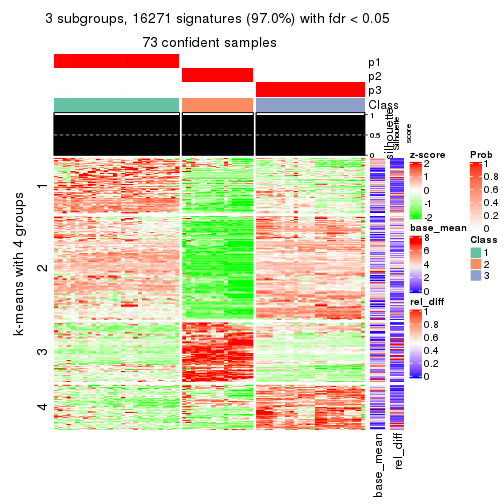 3 subgroups, 16271 signatures (97.0%) with fdr < 0.05
73 confident samples
p1
p2
p3
Class
silhouette
Silhouette
score
1
0.5
0
k-means with 4 groups
1
2
3
4
base_mean
rel_diff
z-score
2
1
0
-1
-2
base_mean
8
6
4
2
0
rel_diff
1
0.8
0.6
0.4
0.2
0
Prob
1
0.8
0.6
0.4
0.2
0
Class
1
2
3